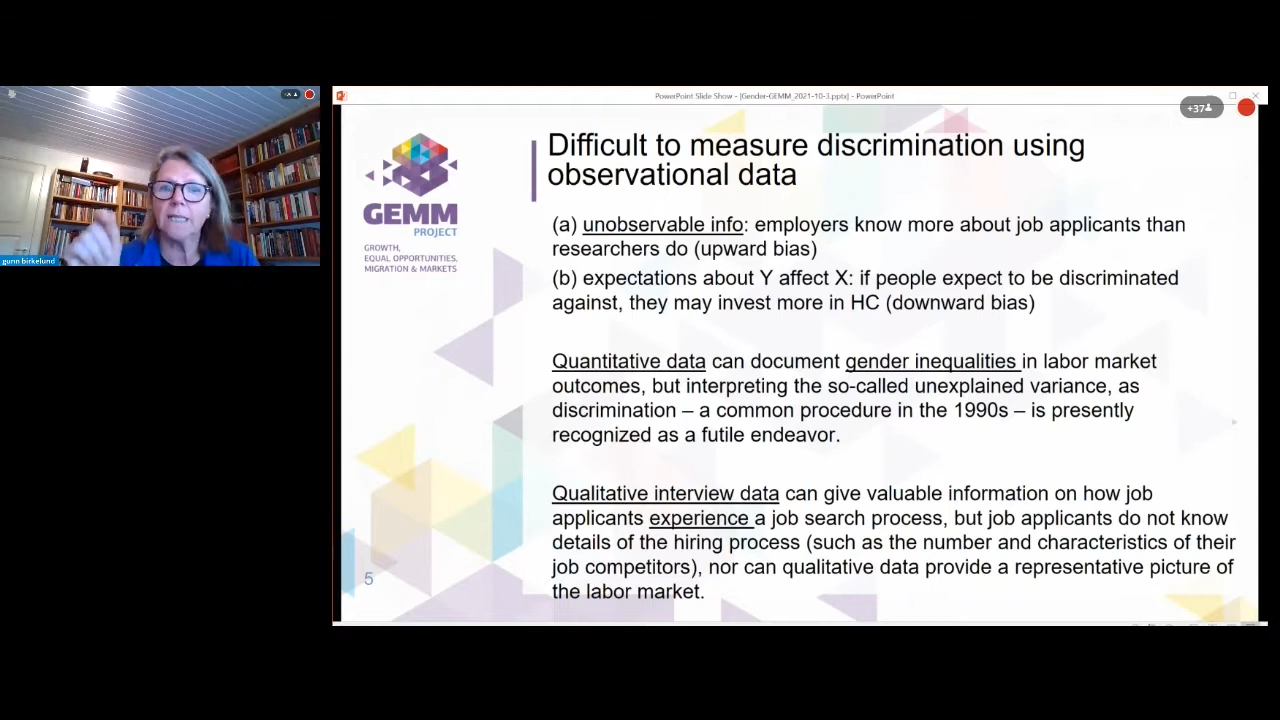 gunn birkelund
PowerPoint Slide Show - [Gender-GEMM_2021-10-3.pptx] - PowerPoint
+37
GEMM
PROJECT
GROWTH,
EQUAL OPPORTUNITIES,
MIGRATION & MARKETS
Difficult to measure discrimination using
observational data
(a) unobservable info: employers know more about job applicants than
researchers do (upward bias)
(b) expectations about Y affect X: if people expect to be discriminated
against, they may invest more in HC (downward bias)
Quantitative data can document gender inequalities in labor market
outcomes, but interpreting the so-called unexplained variance, as
discrimination – a common procedure in the 1990s – is presently
recognized as a futile endeavor.
Qualitative interview data can give valuable information on how job
applicants experience a job search process, but job applicants do not know
details of the hiring process (such as the number and characteristics of their
job competitors), nor can qualitative data provide a representative picture of
the labor market.
5